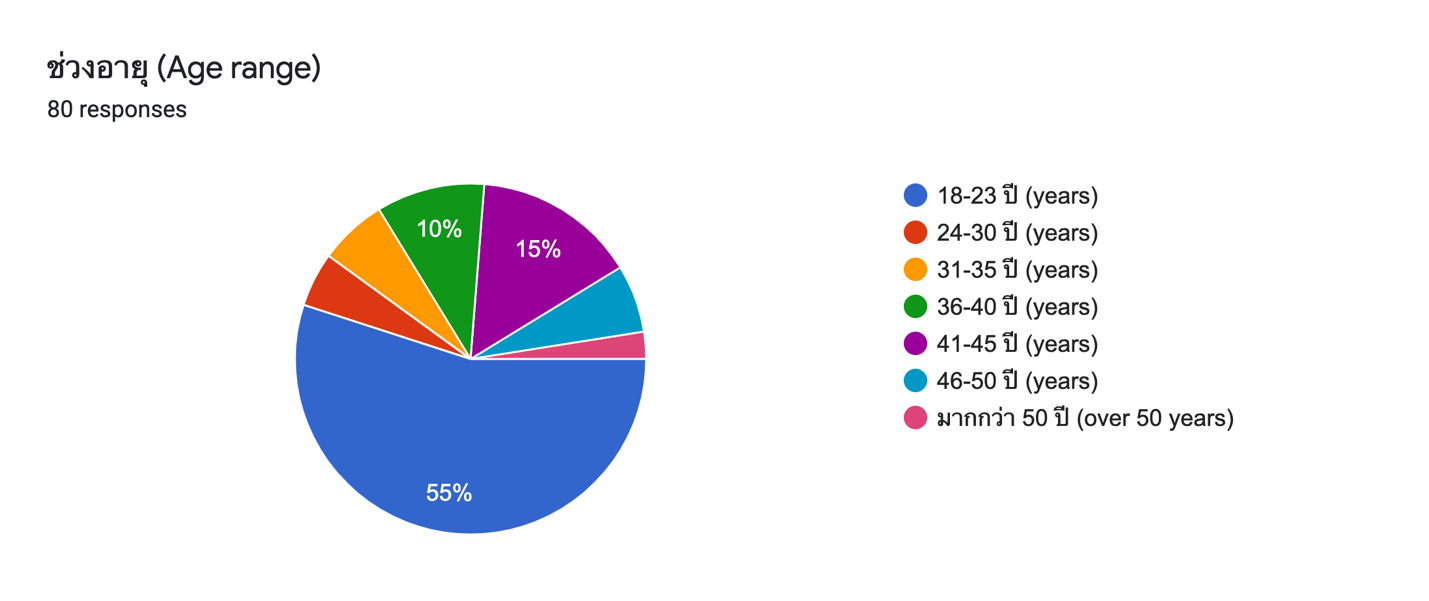 ช่วงอายุ (Age range)
80 responses
10%
15%
55%
18-23 ปี (years)
24-30 ปี (years)
31-35 ปี (years)
36-40 ปี (years)
41-45 ปี (years)
46-50 ปี (years)
มากกว่า 50 ปี (over 50 years)